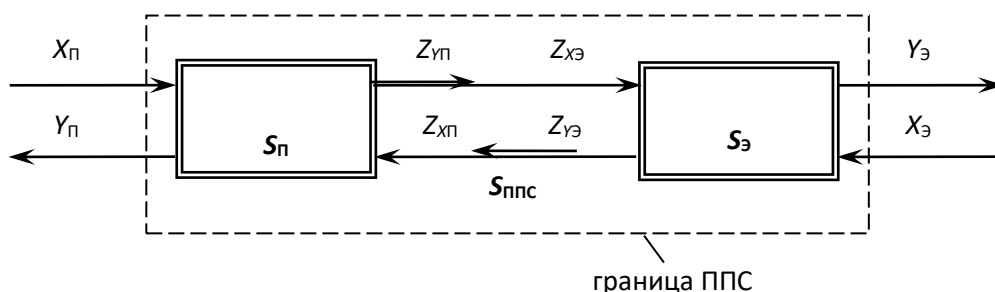 XП ZYП ZXЭ YЭ
YП ZXП ZYЭ XЭ
SП SЭ
SППС
граница ППС